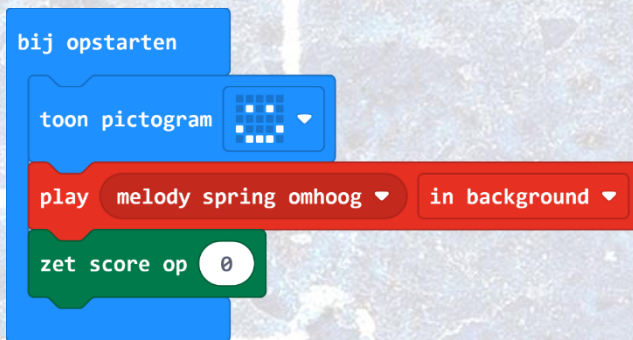 bij opstarten
toon pictogram
play melody spring omhoog in background
zet score op 0